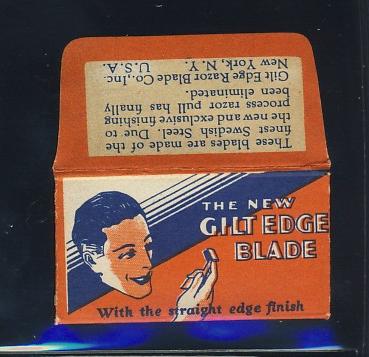 These blades are made of the
finest Swedish Steel. Due to
the new and exclusive finishing
process razor pull has finally
been eliminated.
Gilt Edge Razor Blade Co., Inc.
New York, N. Y.
U. S. A.
THE NEW
GILT EDGE
BLADE
With the straight edge finish